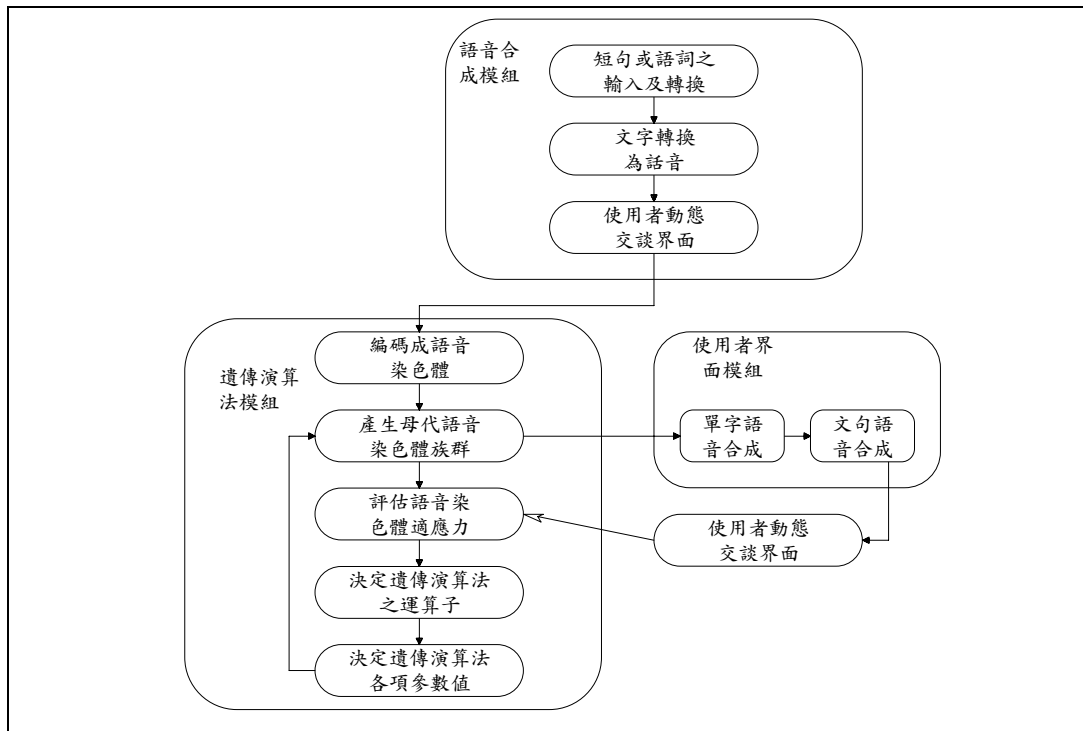 語音合
成模組
短句或語詞之
輸入及轉換
文字轉換
為話音
使用者動態
交談界面
遺傳演算
法模組
編碼成語音
染色體
產生母代語音
染色體族群
評估語音染
色體適應力
決定遺傳演算法
之運算子
決定遺傳演算法
各項參數值
使用者界
面模組
單字語
音合成
文句語
音合成
使用者動態
交談界面